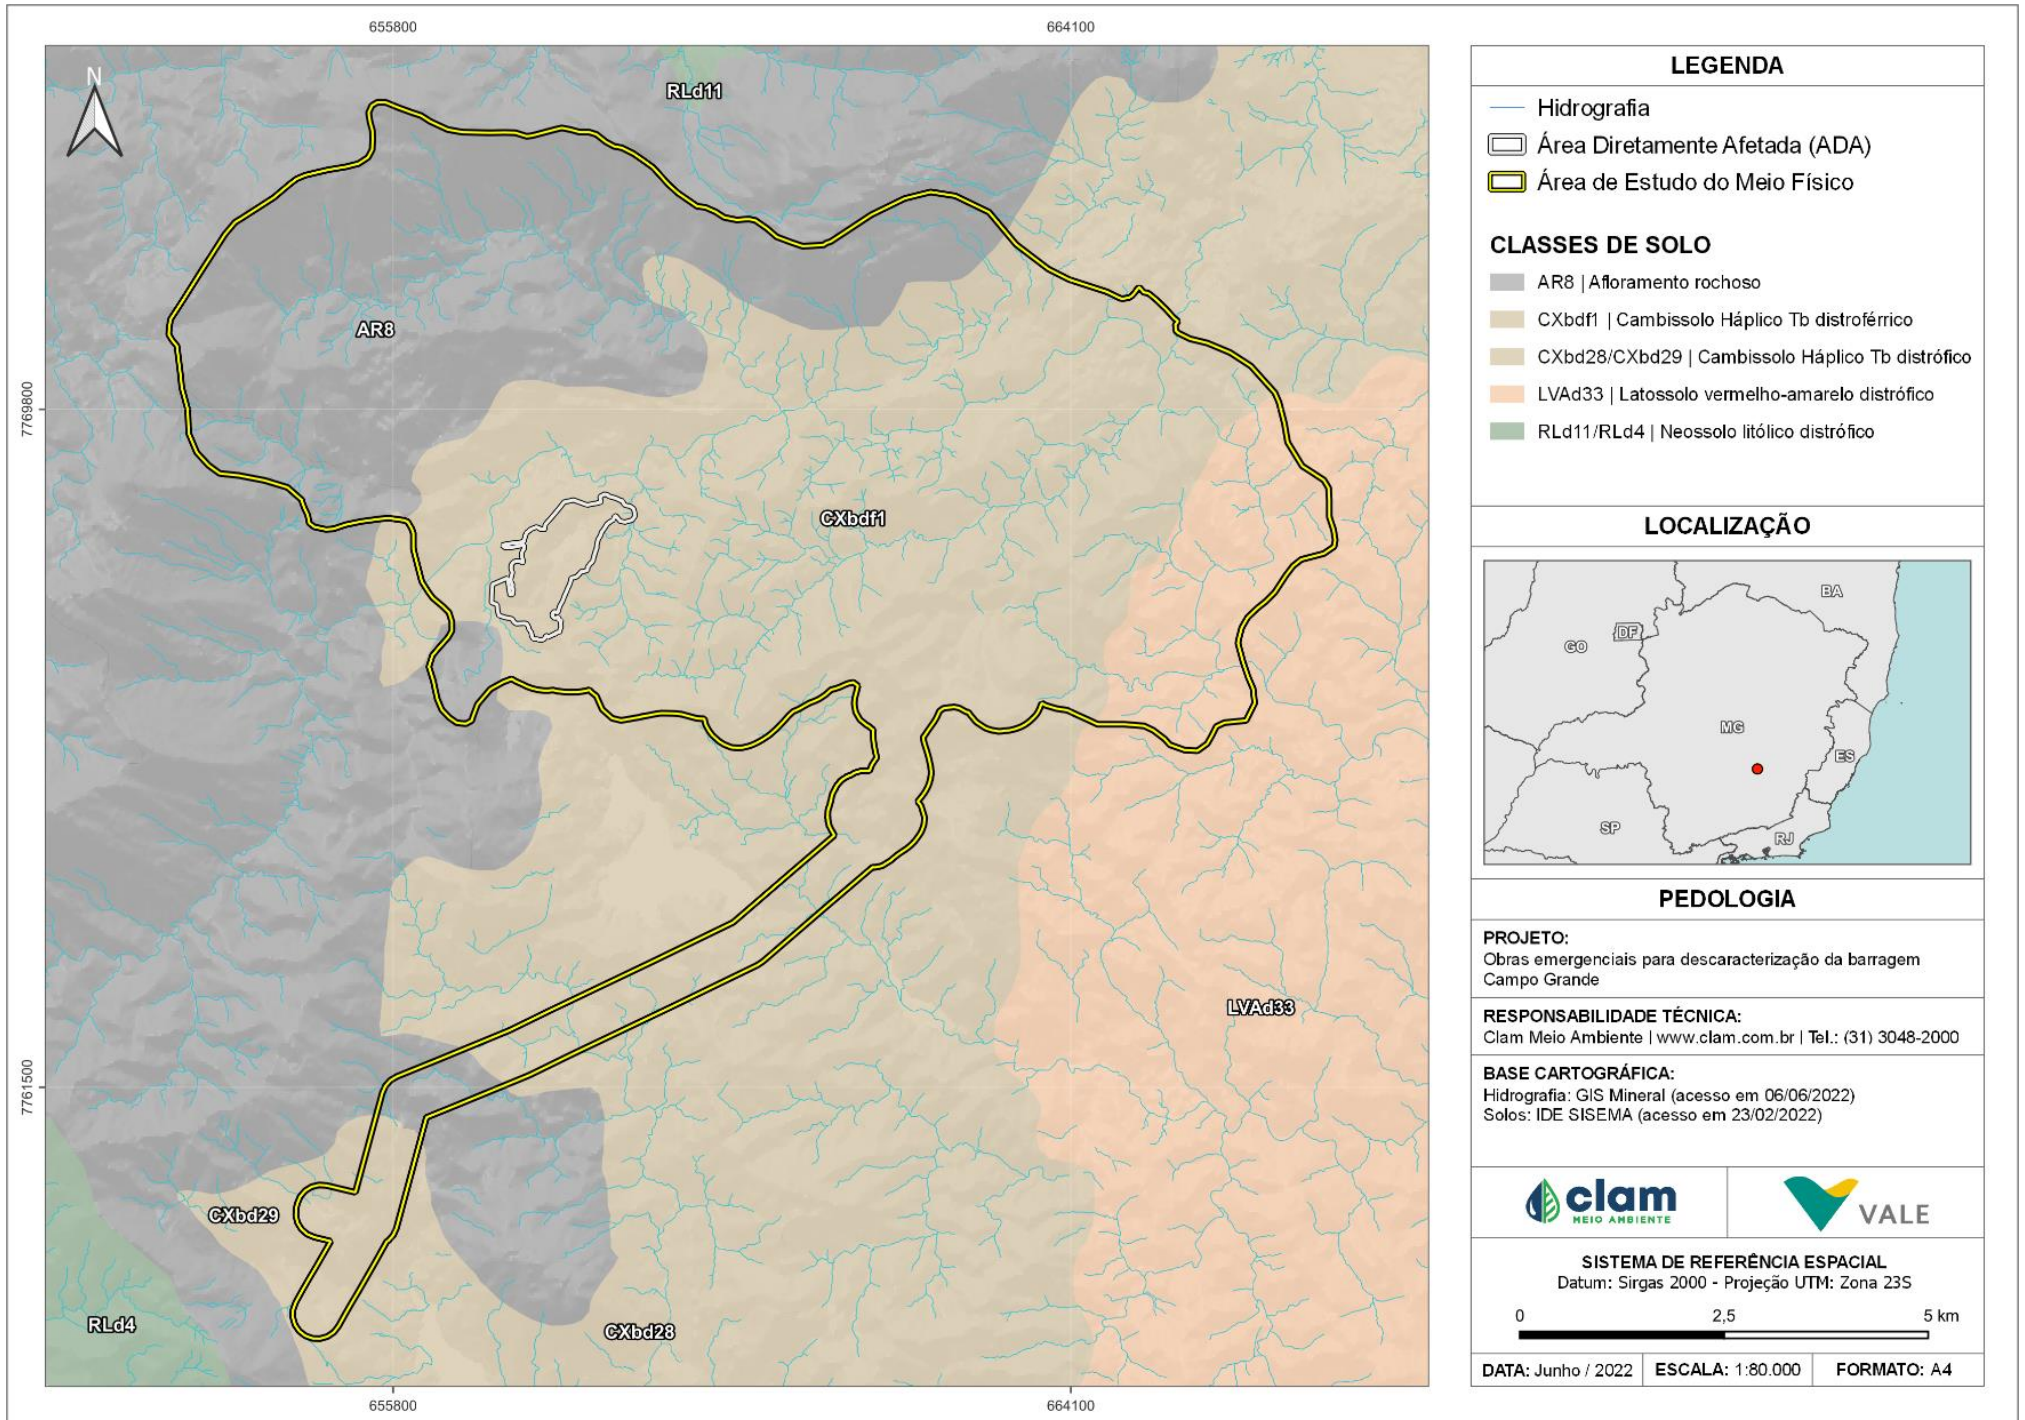 655800
664100
N
RLd11
AR8
7769800
CXbdf1
LVAd33
7761500
CXbd29
RLd4
CXbd28
655800
664100
LEGENDA
Hidrografia
Área Diretamente Afetada (ADA)
Área de Estudo do Meio Físico
CLASSES DE SOLO
AR8 | Afloramento rochoso
CXbdf1 | Cambissolo Háplico Tb distroférrico
CXbd28/CXbd29 | Cambissolo Háplico Tb distrófico
LVAd33 | Latossolo vermelho-amarelo distrófico
RLd11/RLd4 | Neossolo litólico distrófico
LOCALIZAÇÃO
BA
DF
GO
MG
ES
SP
RJ
PEDOLOGIA
PROJETO:
Obras emergenciais para descaracterização da barragem
Campo Grande
RESPONSABILIDADE TÉCNICA:
Clam Meio Ambiente | www.clam.com.br | Tel.: (31) 3048-2000
BASE CARTOGRÁFICA:
Hidrografia: GIS Mineral (acesso em 06/06/2022)
Solos: IDE SISEMA (acesso em 23/02/2022)
clam
MEIO AMBIENTE
VALE
SISTEMA DE REFERÊNCIA ESPACIAL
Datum: Sirgas 2000 - Projeção UTM: Zona 23S
0 2,5 5 km
DATA: Junho / 2022 ESCALA: 1:80.000 FORMATO: A4